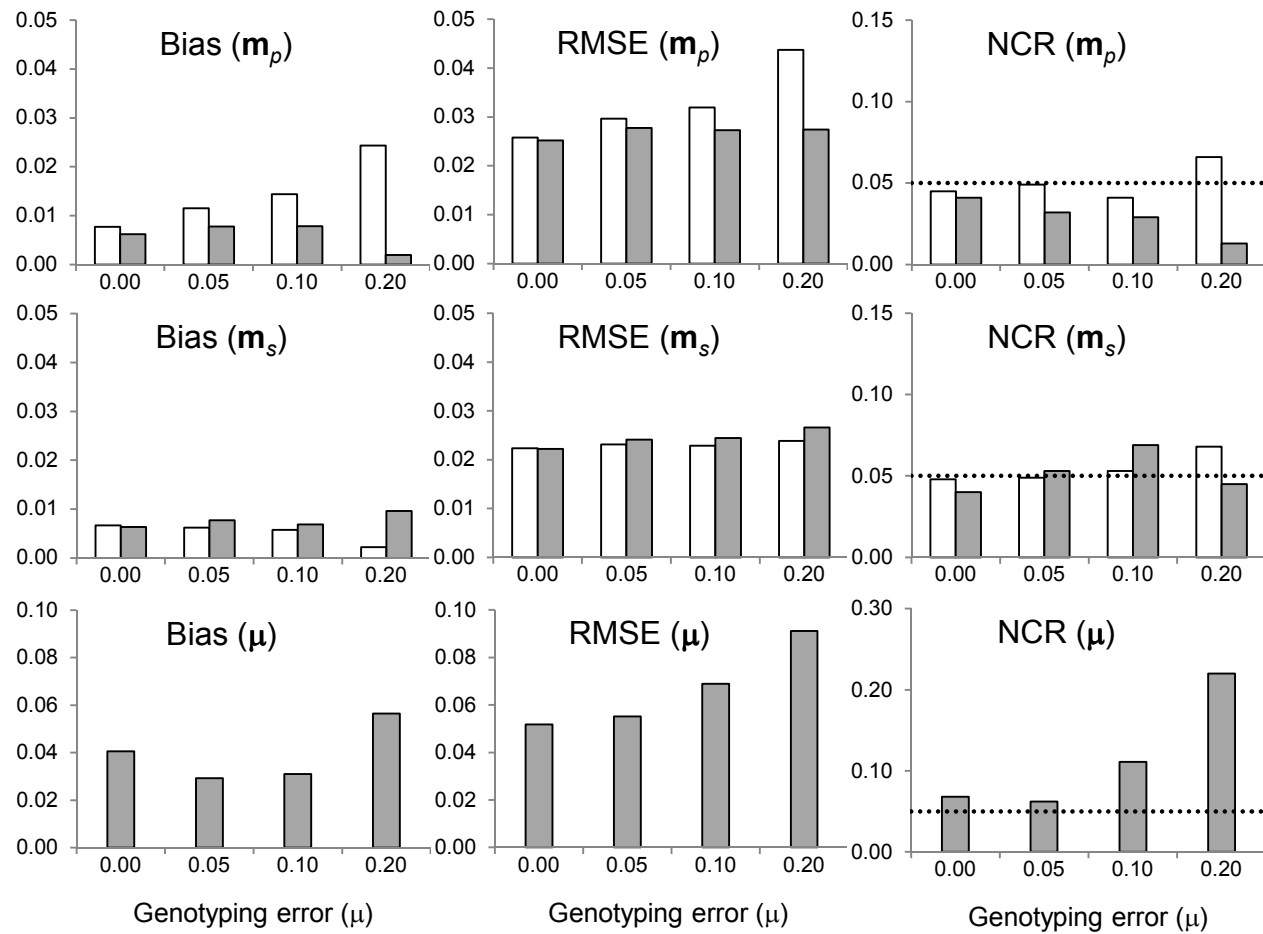 Bias (mp)
0.05
0.04
0.03
0.02
0.01
0.00
0.00 0.05 0.10 0.20
RMSE (mp)
0.05
0.04
0.03
0.02
0.01
0.00
0.00 0.05 0.10 0.20
NCR (mp)
0.15
0.10
0.05
0.00
0.00 0.05 0.10 0.20
Bias (ms)
0.05
0.04
0.03
0.02
0.01
0.00
0.00 0.05 0.10 0.20
RMSE (ms)
0.05
0.04
0.03
0.02
0.01
0.00
0.00 0.05 0.10 0.20
NCR (ms)
0.15
0.10
0.05
0.00
0.00 0.05 0.10 0.20
Bias (μ)
0.10
0.08
0.06
0.04
0.02
0.00
0.00 0.05 0.10 0.20
Genotyping error (μ)
RMSE (μ)
0.10
0.08
0.06
0.04
0.02
0.00
0.00 0.05 0.10 0.20
Genotyping error (μ)
NCR (μ)
0.30
0.20
0.10
0.00
0.00 0.05 0.10 0.20
Genotyping error (μ)